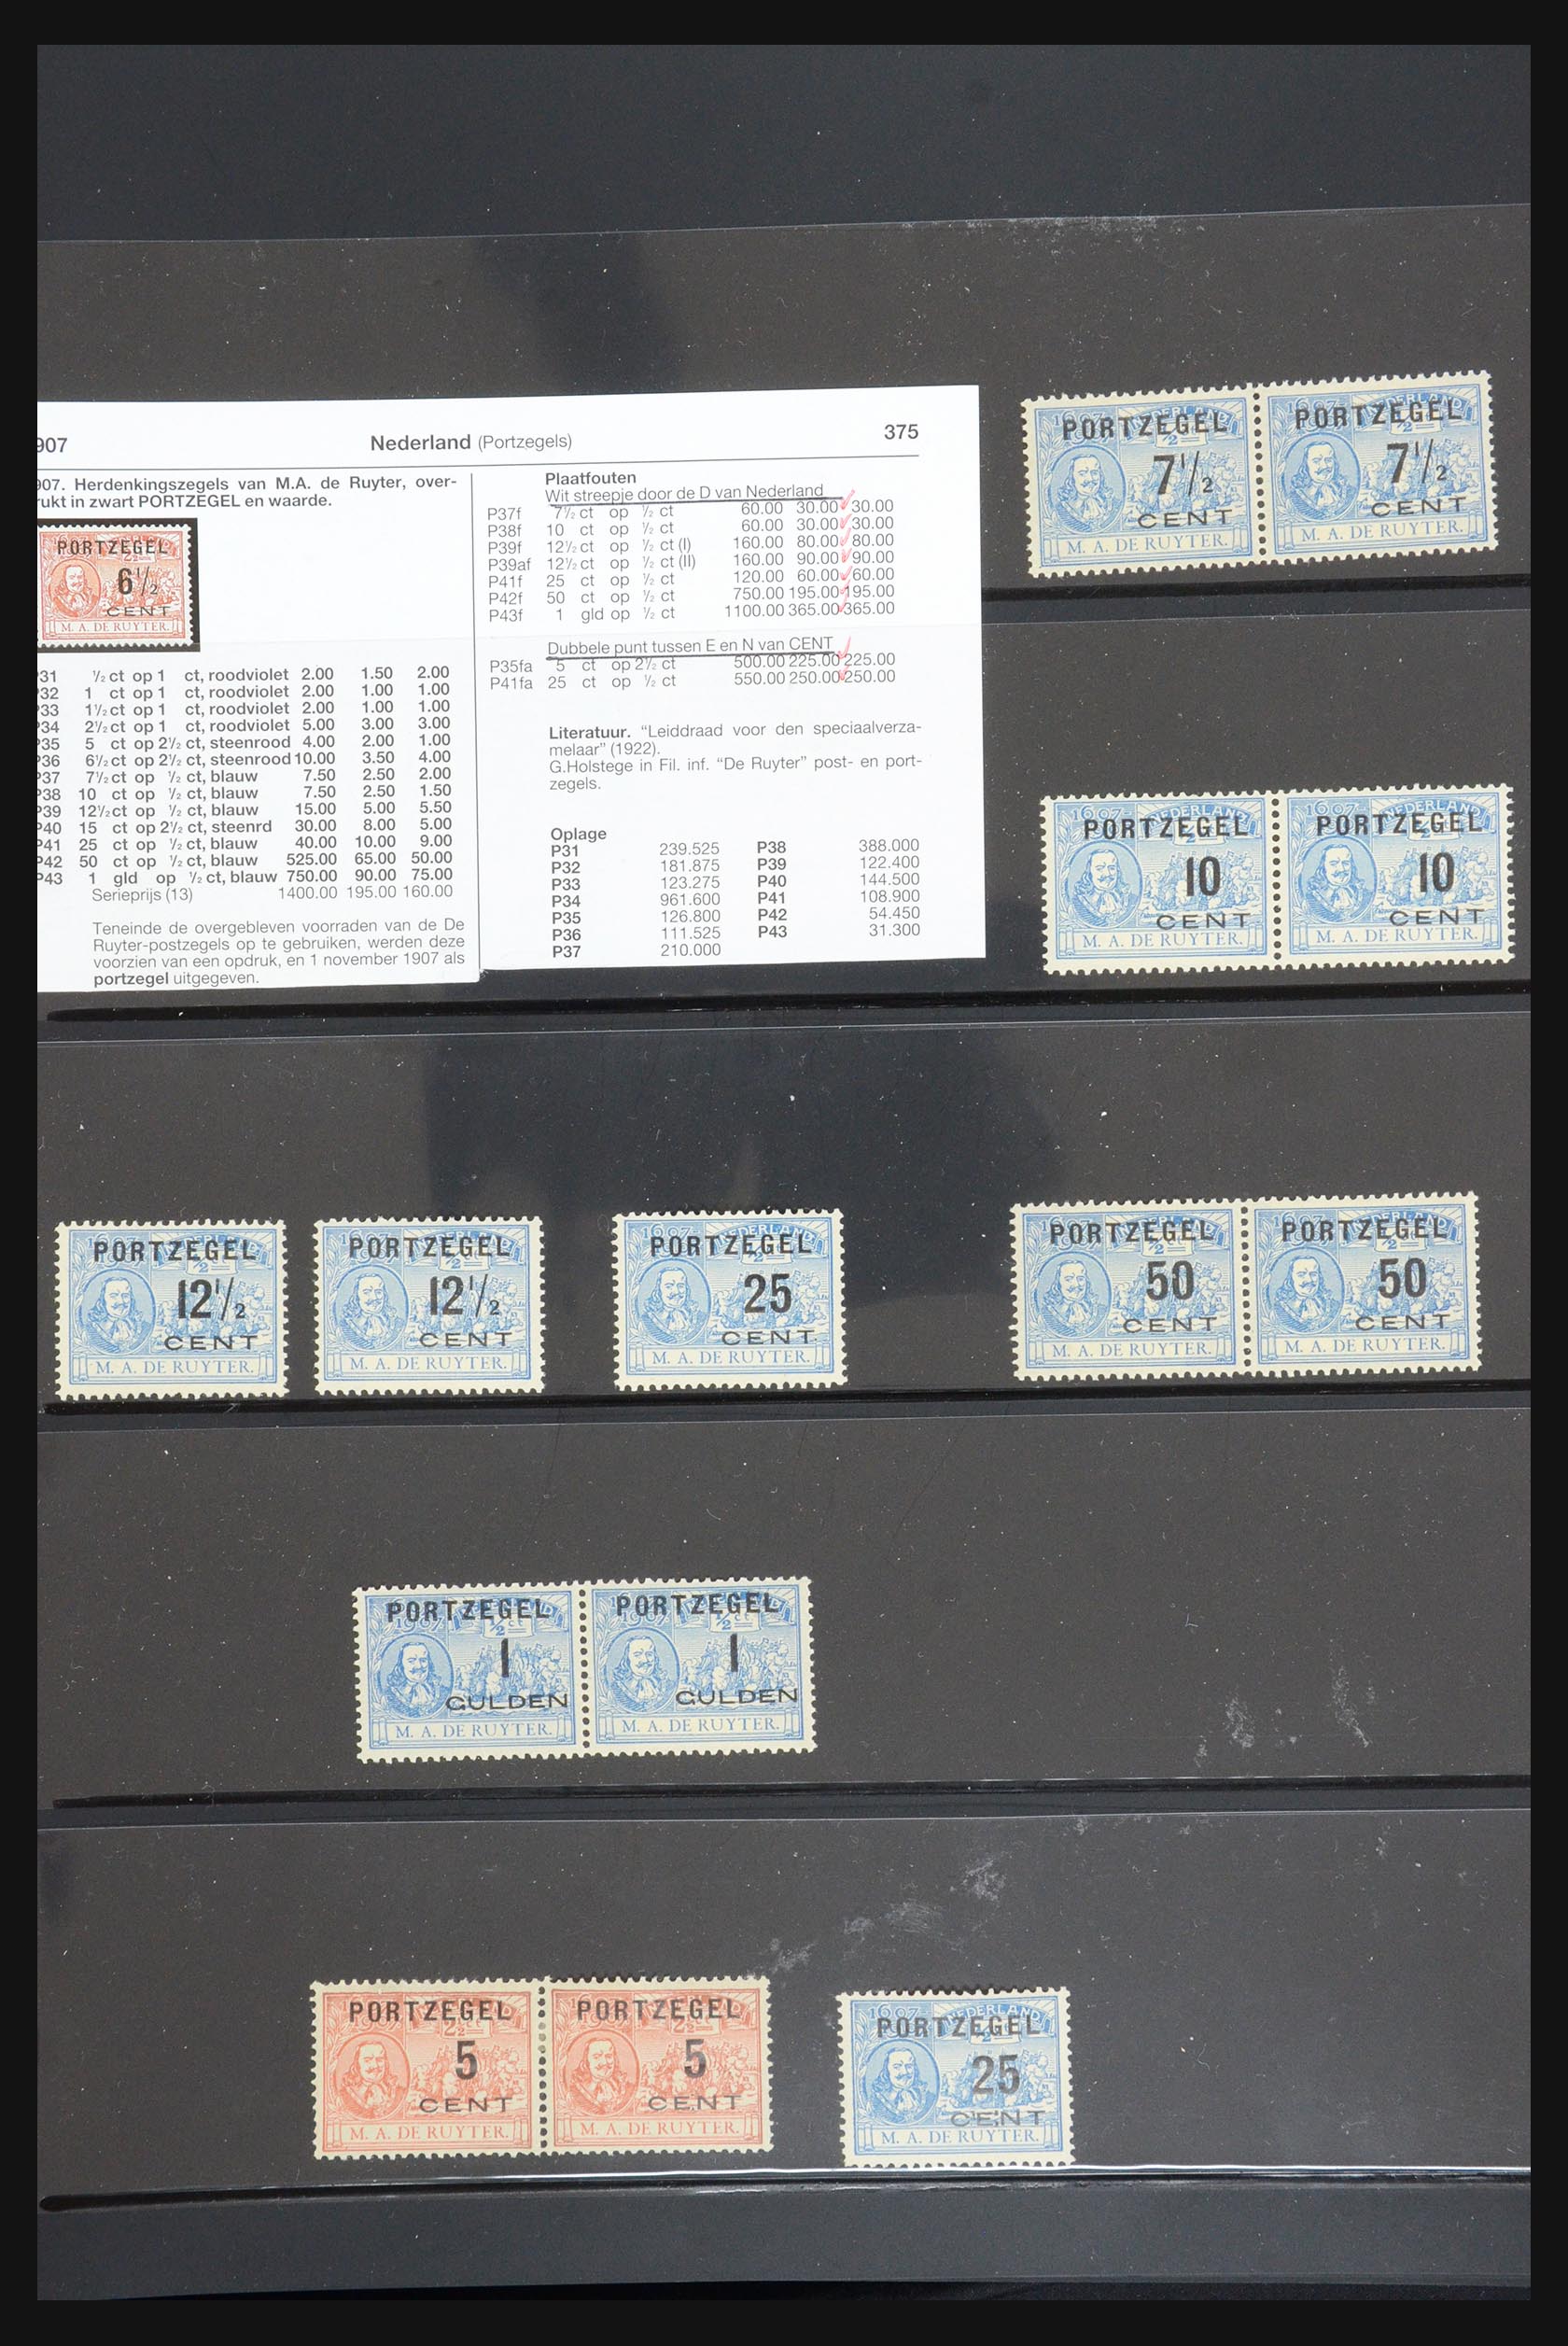 907
Nederland (Portzegels)
375
907. Herdenkingszegels van M.A. de Ruyter, over-
rukt in zwart PORTZEGEL en waarde.
PORTZEGEL
6½
CENT
M. A. DE RUYTER.
31 ½ ct op 1 ct, roodviolet 2.00 1.50 2.00
32 1 ct op 1 ct, roodviolet 2.00 1.00 1.00
33 1½ ct op 1 ct, roodviolet 2.00 1.00 1.00
34 2½ ct op 1 ct, roodviolet 5.00 3.00 3.00
35 5 ct op 2½ ct, steenrood 4.00 2.00 1.00
36 6½ ct op 2½ ct, steenrood 10.00 3.50 4.00
37 7½ ct op ½ ct, blauw 7.50 2.50 2.00
38 10 ct op ½ ct, blauw 7.50 2.50 1.50
39 12½ ct op ½ ct, blauw 15.00 5.00 5.50
40 15 ct op 2½ ct, steenrd 30.00 8.00 5.00
41 25 ct op ½ ct, blauw 40.00 10.00 9.00
42 50 ct op ½ ct, blauw 525.00 65.00 50.00
43 1 gld op ½ ct, blauw 750.00 90.00 75.00
Serieprijs (13) 1400.00 195.00 160.00
Teneinde de overgebleven voorraden van de De
Ruyter-postzegels op te gebruiken, werden deze
voorzien van een opdruk, en 1 november 1907 als
portzegel uitgegeven.
Plaatfouten
Wit streepje door de D van Nederland
P37f 7½ ct op ½ ct 60.00 30.00 30.00
P38f 10 ct op ½ ct 60.00 30.00 30.00
P39f 12½ ct op ½ ct (I) 160.00 80.00 80.00
P39af 12½ ct op ½ ct (II) 160.00 90.00 90.00
P41f 25 ct op ½ ct 120.00 60.00 60.00
P42f 50 ct op ½ ct 750.00 195.00 195.00
P43f 1 gld op ½ ct 1100.00 365.00 365.00
Dubbele punt tussen E en N van CENT
P35fa 5 ct op 2½ ct 500.00 225.00 225.00
P41fa 25 ct op ½ ct 550.00 250.00 250.00
Literatuur. “Leiddraad voor den speciaalverza-
melaar” (1922).
G.Holstege in Fil. inf. “De Ruyter” post- en port-
zegels.
Oplage
P31 239.525 P38 388.000
P32 181.875 P39 122.400
P33 123.275 P40 144.500
P34 961.600 P41 108.900
P35 126.800 P42 54.450
P36 111.525 P43 31.300
P37 210.000
PORTZEGEL PORTZEGEL
7½ 7½
CENT CENT
M. A. DE RUYTER. M. A. DE RUYTER.
1607 NEDERLAND 1607 NEDERLAND
PORTZEGEL PORTZEGEL
10 10
CENT CENT
M. A. DE RUYTER. M. A. DE RUYTER.
PORTZEGEL PORTZEGEL PORTZEGEL PORTZEGEL PORTZEGEL
12½ 12½ 25 50 50
CENT CENT CENT CENT CENT
M. A. DE RUYTER. M. A. DE RUYTER. M. A. DE RUYTER. M. A. DE RUYTER. M. A. DE RUYTER.
PORTZEGEL PORTZEGEL
1907 1907
1 1
GULDEN GULDEN
M. A. DE RUYTER. M. A. DE RUYTER.
PORTZEGEL PORTZEGEL
5 5
CENT CENT
M. A. DE RUYTER. M. A. DE RUYTER.
1607 NEDERLAND
PORTZEGEL
25
CE:NT
M. A. DE RUYTER.